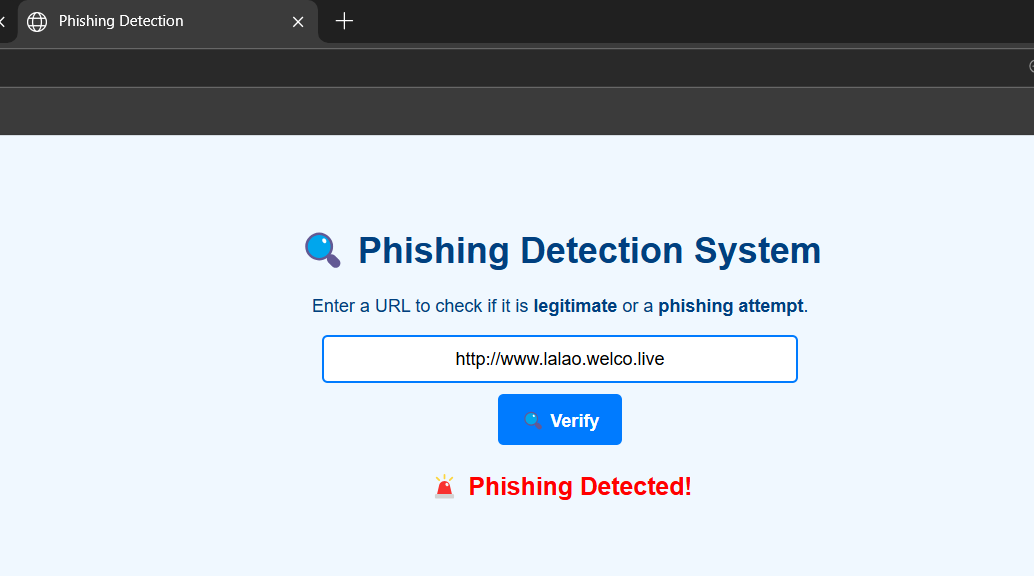 Phishing Detection
Phishing Detection System
Enter a URL to check if it is legitimate or a phishing attempt.
http://www.lalao.welco.live
Verify
Phishing Detected!